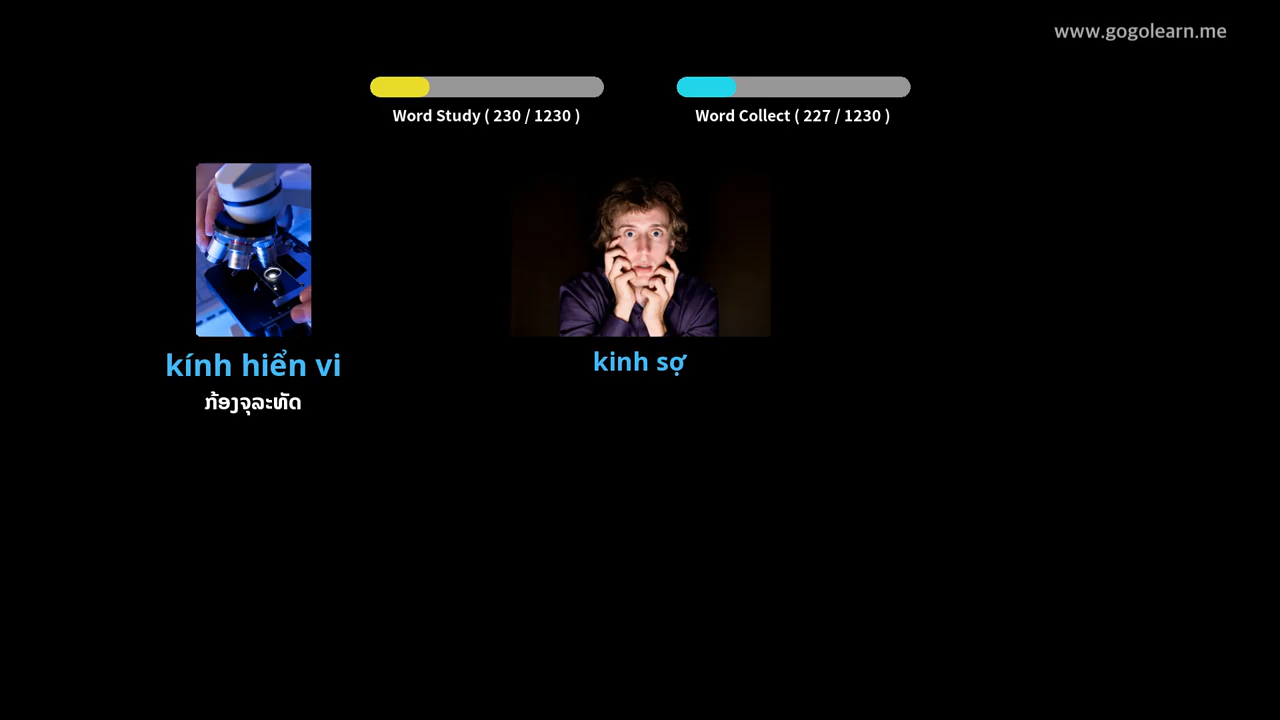 www.gogolearn.me
Word Study ( 230 / 1230 )
Word Collect ( 227 / 1230 )
kính hiển vi
ກ້ອງຈຸລະທັດ
kinh sợ